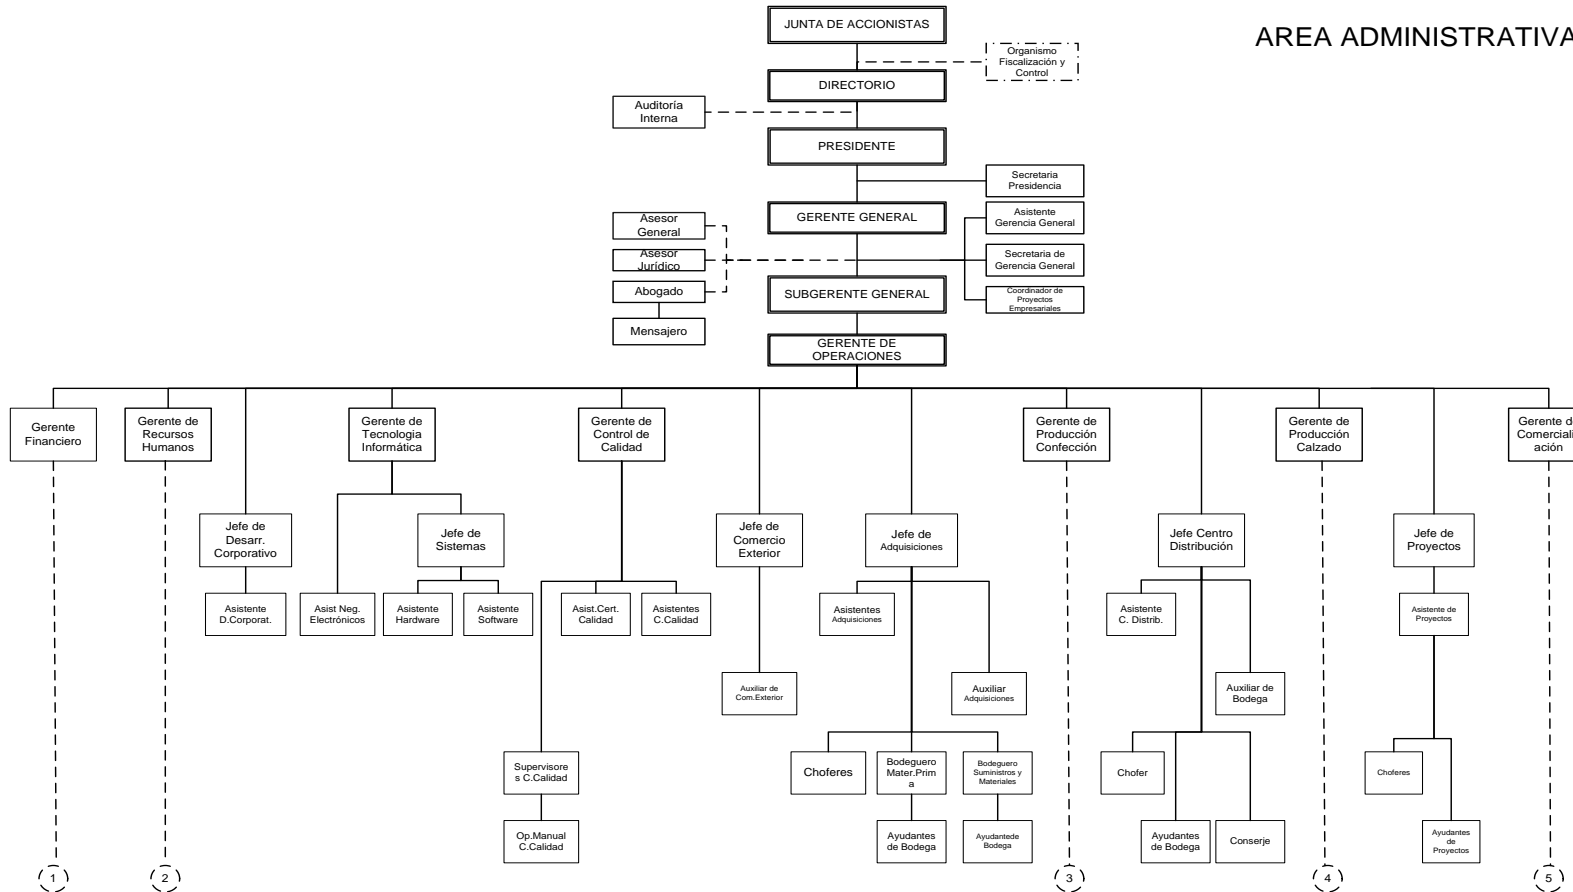 JUNTA DE ACCIONISTAS
AREA ADMINISTRATIVA
Organismo
Fiscalización y
Control
DIRECTORIO
Auditoría
Interna
PRESIDENTE
Secretaria
Presidencia
GERENTE GENERAL
Asesor
General
Asistente
Gerencia General
Asesor
Jurídico
Secretaria de
Gerencia General
Abogado
SUBGERENTE GENERAL
Coordinador de
Proyectos
Empresariales
Mensajero
GERENTE DE
OPERACIONES
Gerente
Financiero
Gerente de
Recursos
Humanos
Gerente de
Tecnologia
Informática
Gerente de
Control de
Calidad
Gerente de
Producción
Confección
Gerente de
Producción
Calzado
Gerente de
Comerciali
ación
Jefe de
Desarr.
Corporativo
Jefe de
Sistemas
Jefe de
Comercio
Exterior
Jefe de
Adquisiciones
Jefe Centro
Distribución
Jefe de
Proyectos
Asistente
D.Corporat.
Asist Neg.
Electrónicos
Asistente
Hardware
Asistente
Software
Asist.Cert.
Calidad
Asistentes
C.Calidad
Asistentes
Adquisiciones
Asistente
C. Distrib.
Asistente de
Proyectos
Auxiliar de
Com.Exterior
Auxiliar
Adquisiciones
Auxiliar de
Bodega
Supervisore
s C.Calidad
Choferes
Bodeguero
Mater.Prim
a
Bodeguero
Suministros y
Materiales
Chofer
Choferes
Op.Manual
C.Calidad
Ayudantes
de Bodega
Ayudantede
Bodega
Ayudantes
de Bodega
Conserje
Ayudantes
de
Proyectos
1
2
3
4
5